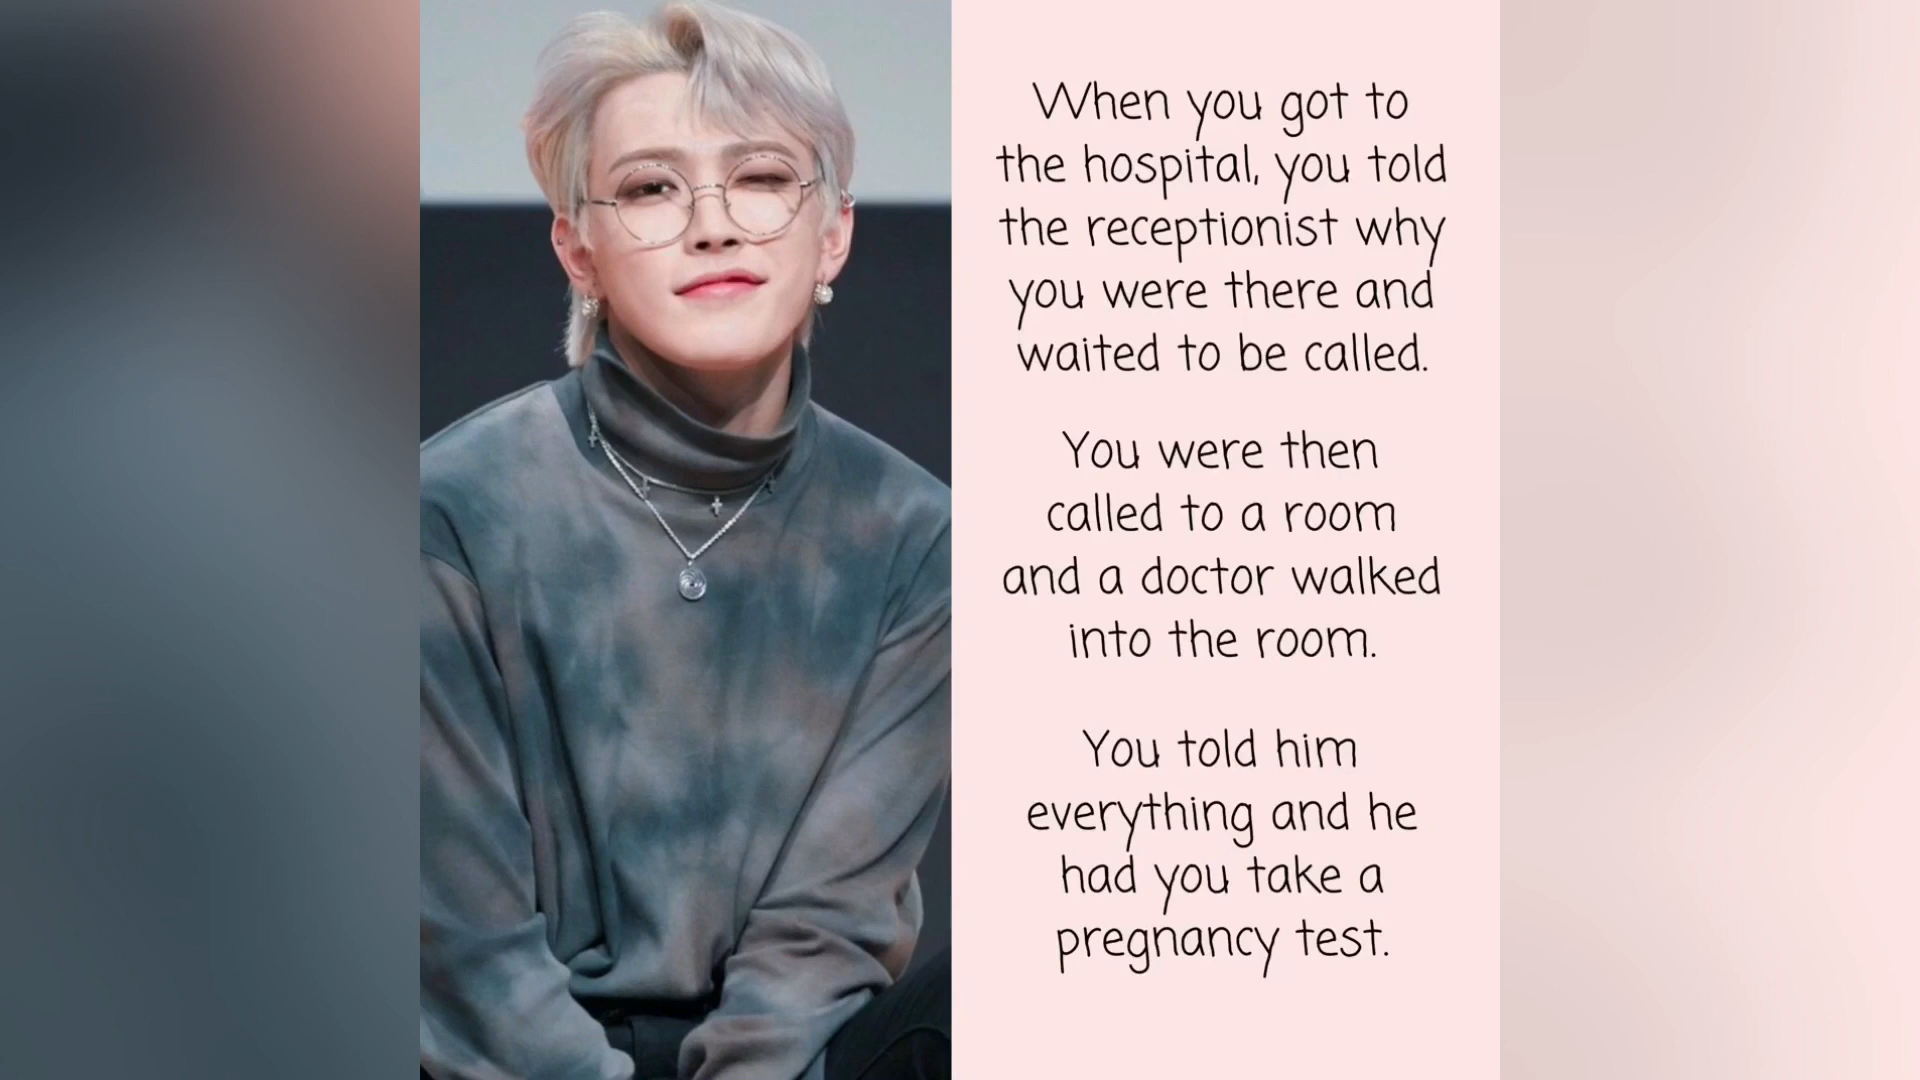 When you got to
the hospital, you told
the receptionist why
you were there and
waited to be called.
You were then
called to a room
and a doctor walked
into the room.
You told him
everything and he
had you take a
pregnancy test.